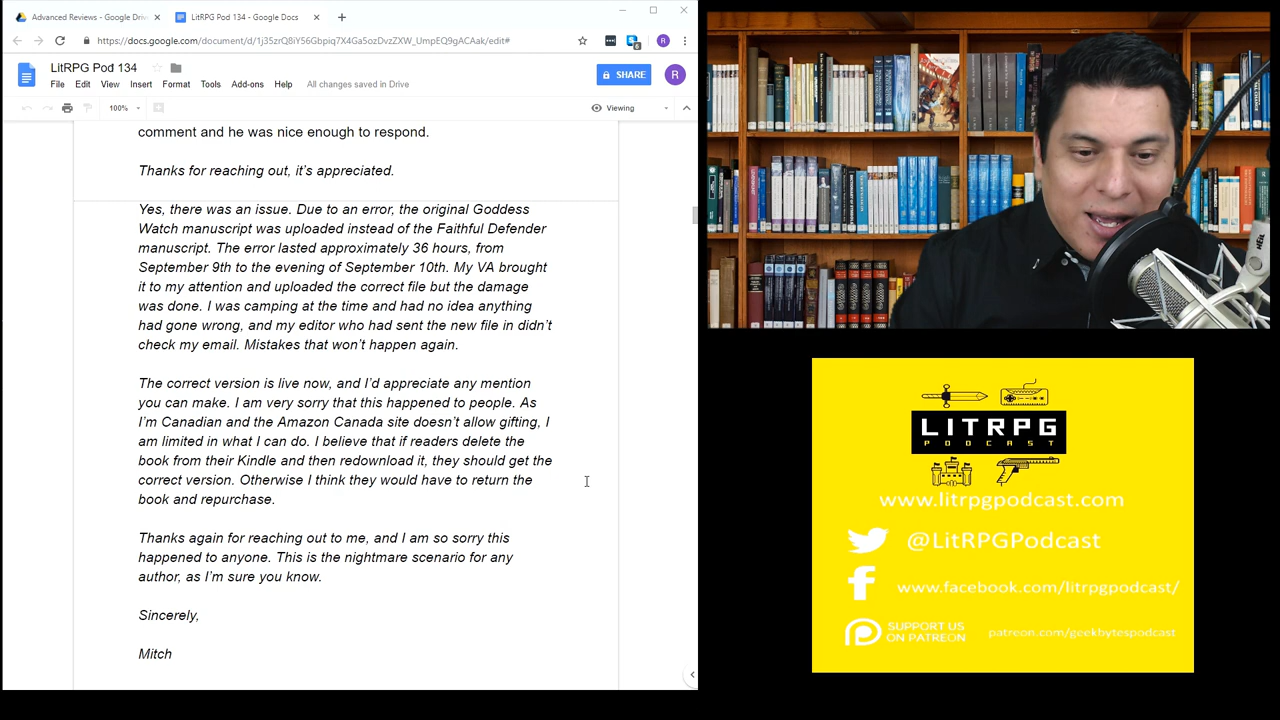 Advanced Reviews - Google Driv
LitRPG Pod 134 - Google Docs
https://docs.google.com/document/d/1j35zrQ8iY56Gbpiq7X4Ga5ozDvzZXW_UmpEQ9gACAak/edit#
6
R
LitRPG Pod 134
File Edit View Insert Format Tools Add-ons Help All changes saved in Drive
SHARE
R
100%
Viewing
comment and he was nice enough to respond.
Thanks for reaching out, it's appreciated.
Yes, there was an issue. Due to an error, the original Goddess
Watch manuscript was uploaded instead of the Faithful Defender
manuscript. The error lasted approximately 36 hours, from
September 9th to the evening of September 10th. My VA brought
it to my attention and uploaded the correct file but the damage
was done. I was camping at the time and had no idea anything
had gone wrong, and my editor who had sent the new file in didn't
check my email. Mistakes that won't happen again.
The correct version is live now, and I'd appreciate any mention
you can make. I am very sorry that this happened to people. As
I'm Canadian and the Amazon Canada site doesn't allow gifting, I
am limited in what I can do. I believe that if readers delete the
book from their Kindle and then redownload it, they should get the
correct version. Otherwise I think they would have to return the
book and repurchase.
Thanks again for reaching out to me, and I am so sorry this
happened to anyone. This is the nightmare scenario for any
author, as I'm sure you know.
Sincerely,
Mitch
LITRPG
PODCAST
www.litrpgpodcast.com
@LitRPGPodcast
www.facebook.com/litrpgpodcast/
SUPPORT US
ON PATREON
patreon.com/geekbytespodcast